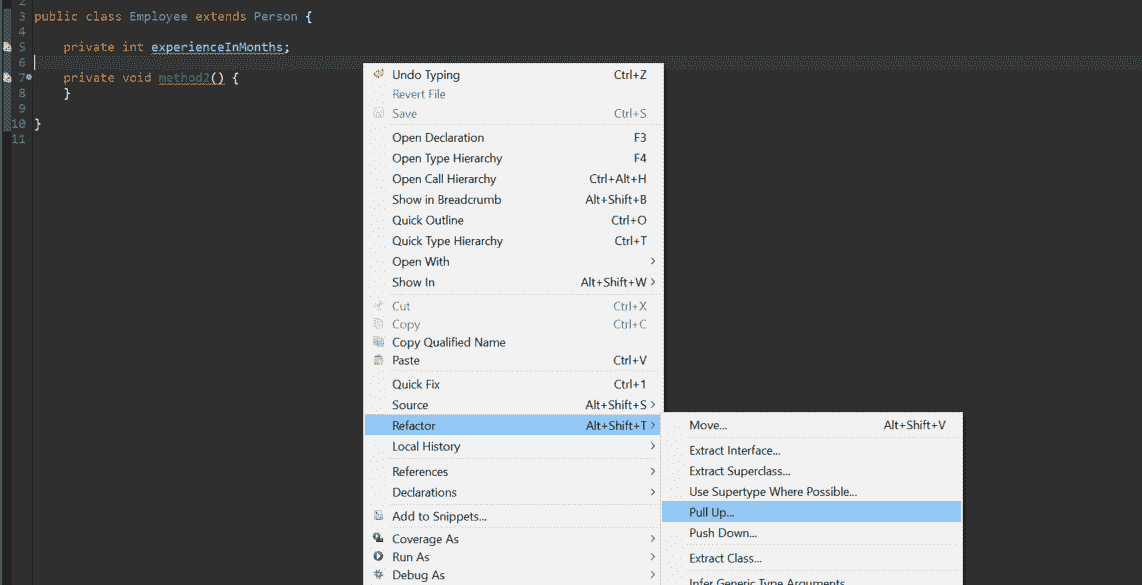 2
3 public class Employee extends Person {
4
5 private int experienceInMonths;
6
7 private void method2() {
8 }
9
10 }
11
Undo Typing Ctrl+Z
Revert File
Save Ctrl+S
Open Declaration F3
Open Type Hierarchy F4
Open Call Hierarchy Ctrl+Alt+H
Show in Breadcrumb Alt+Shift+B
Quick Outline Ctrl+O
Quick Type Hierarchy Ctrl+T
Open With
Show In Alt+Shift+W
Cut Ctrl+X
Copy Ctrl+C
Copy Qualified Name
Paste Ctrl+V
Quick Fix Ctrl+1
Source Alt+Shift+S
Refactor Alt+Shift+T
Local History
References
Declarations
Add to Snippets...
Coverage As
Run As
Debug As
Move... Alt+Shift+V
Extract Interface...
Extract Superclass...
Use Supertype Where Possible...
Pull Up...
Push Down...
Extract Class...
Infer Generic Type Arguments